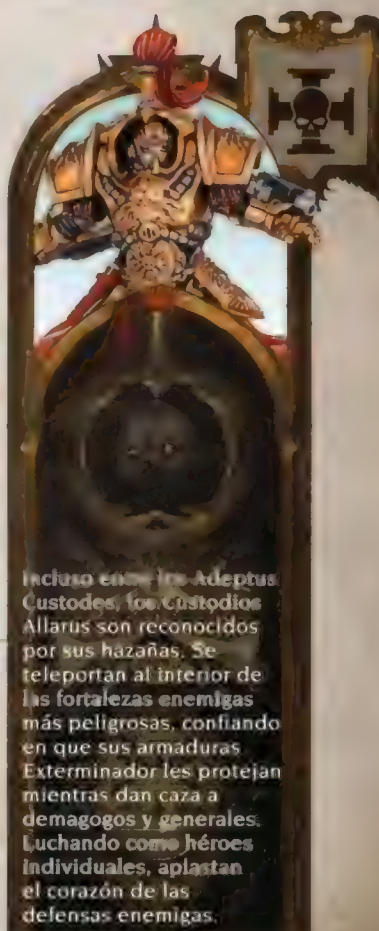 Incluso entre los Adeptus
Custodes, los Custodios
Allarus son reconocidos
por sus hazañas. Se
teleportan al interior de
las fortalezas enemigas
más peligrosas, confiando
en que sus armaduras
Exterminador les protejan
mientras dan caza a
demagogos y generales.
Luchando como héroes
individuales, aplastan
el corazón de las
defensas enemigas.